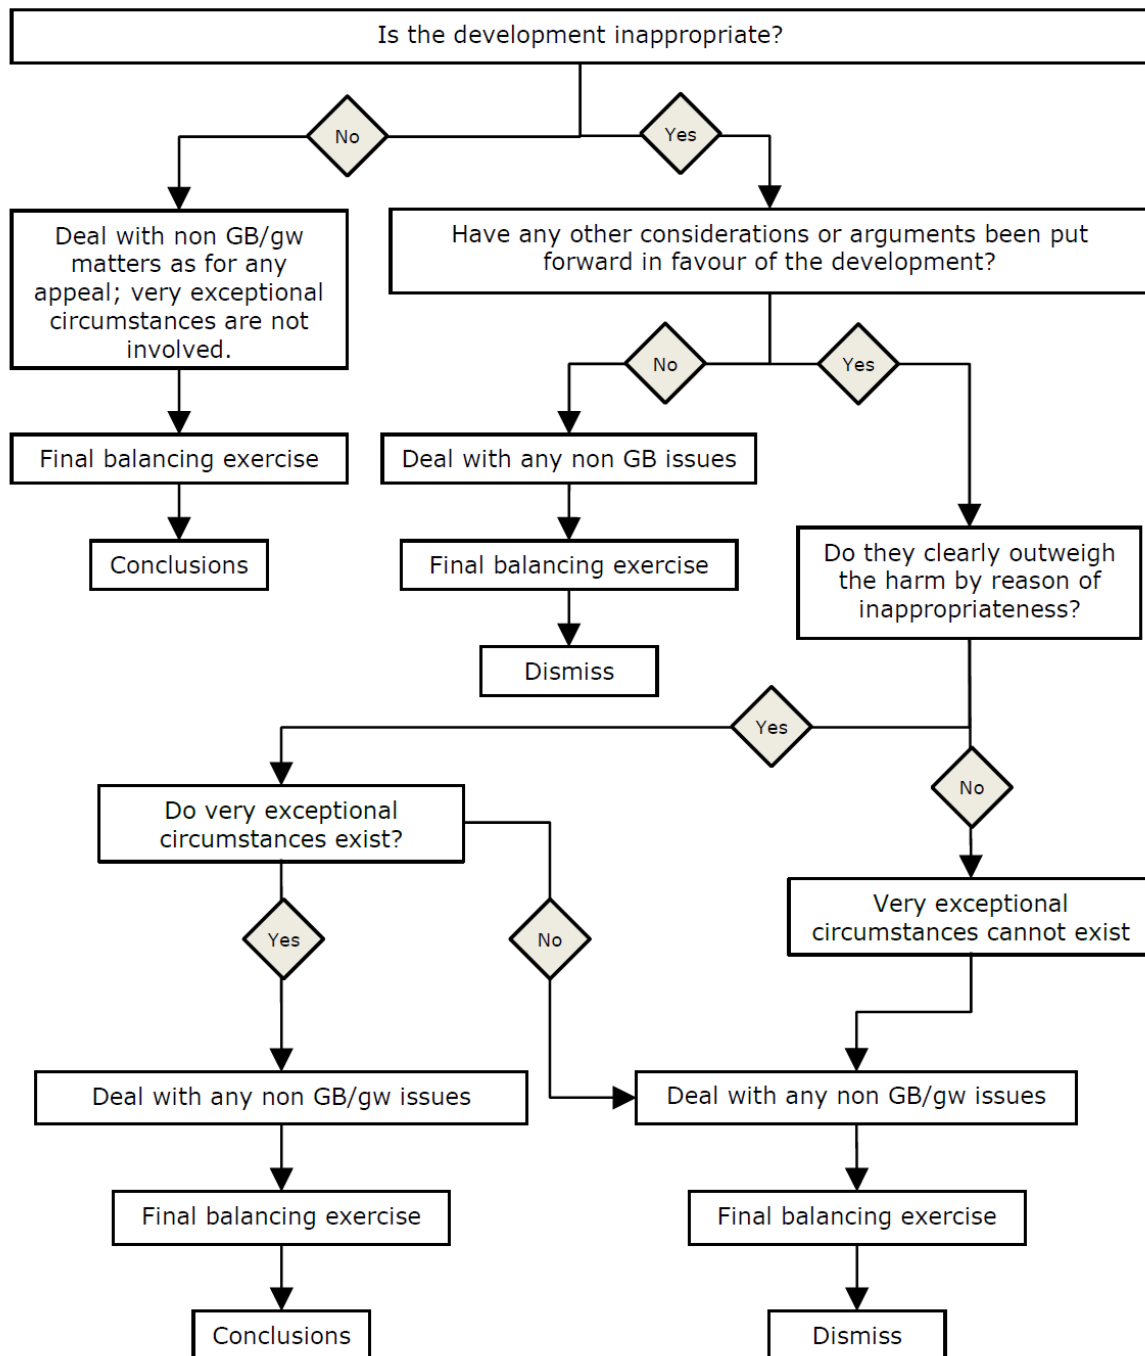 Is the development inappropriate?
No
Yes
Deal with non GB/gw
matters as for any
appeal; very exceptional
circumstances are not
involved.
Have any other considerations or arguments been put
forward in favour of the development?
No
Yes
Final balancing exercise
Deal with any non GB issues
Conclusions
Final balancing exercise
Do they clearly outweigh
the harm by reason of
inappropriateness?
Dismiss
Yes
No
Do very exceptional
circumstances exist?
Very exceptional
circumstances cannot exist
Yes
No
Deal with any non GB/gw issues
Deal with any non GB/gw issues
Final balancing exercise
Final balancing exercise
Conclusions
Dismiss